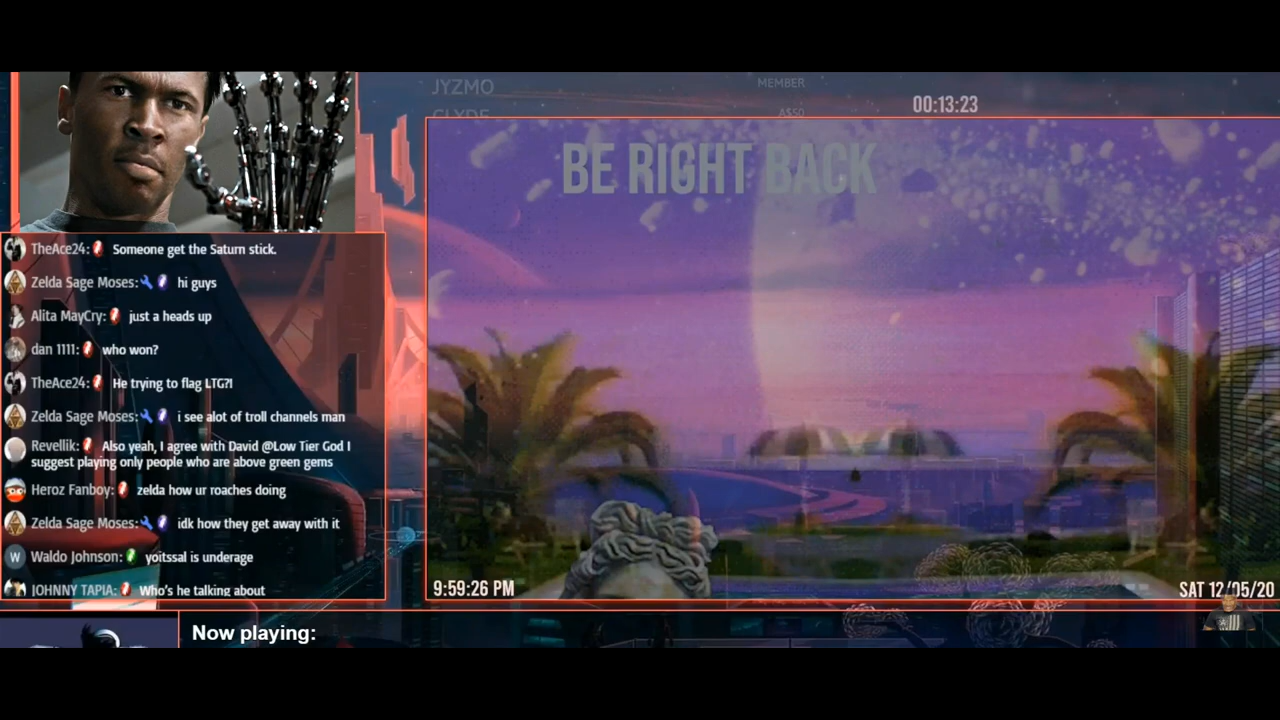 JYZMO
MEMBER
CLYDE
00:13:23
BE RIGHT BACK
TheAce24: Someone get the Saturn stick.
Zelda Sage Moses: hi guys
Alita MayCry: just a heads up
dan 1111: who won?
TheAce24: He trying to flag LTG?!
Zelda Sage Moses: i see alot of troll channels man
Revellik: Also yeah, I agree with David @Low Tier God I
suggest playing only people who are above green gems
Heroz Fanboy: zelda how ur roaches doing
Zelda Sage Moses: idk how they get away with it
W Waldo Johnson: yoitssal is underage
JOHNNY TAPIA: Who's he talking about
9:59:26 PM
SAT 12/05/20
Now playing: